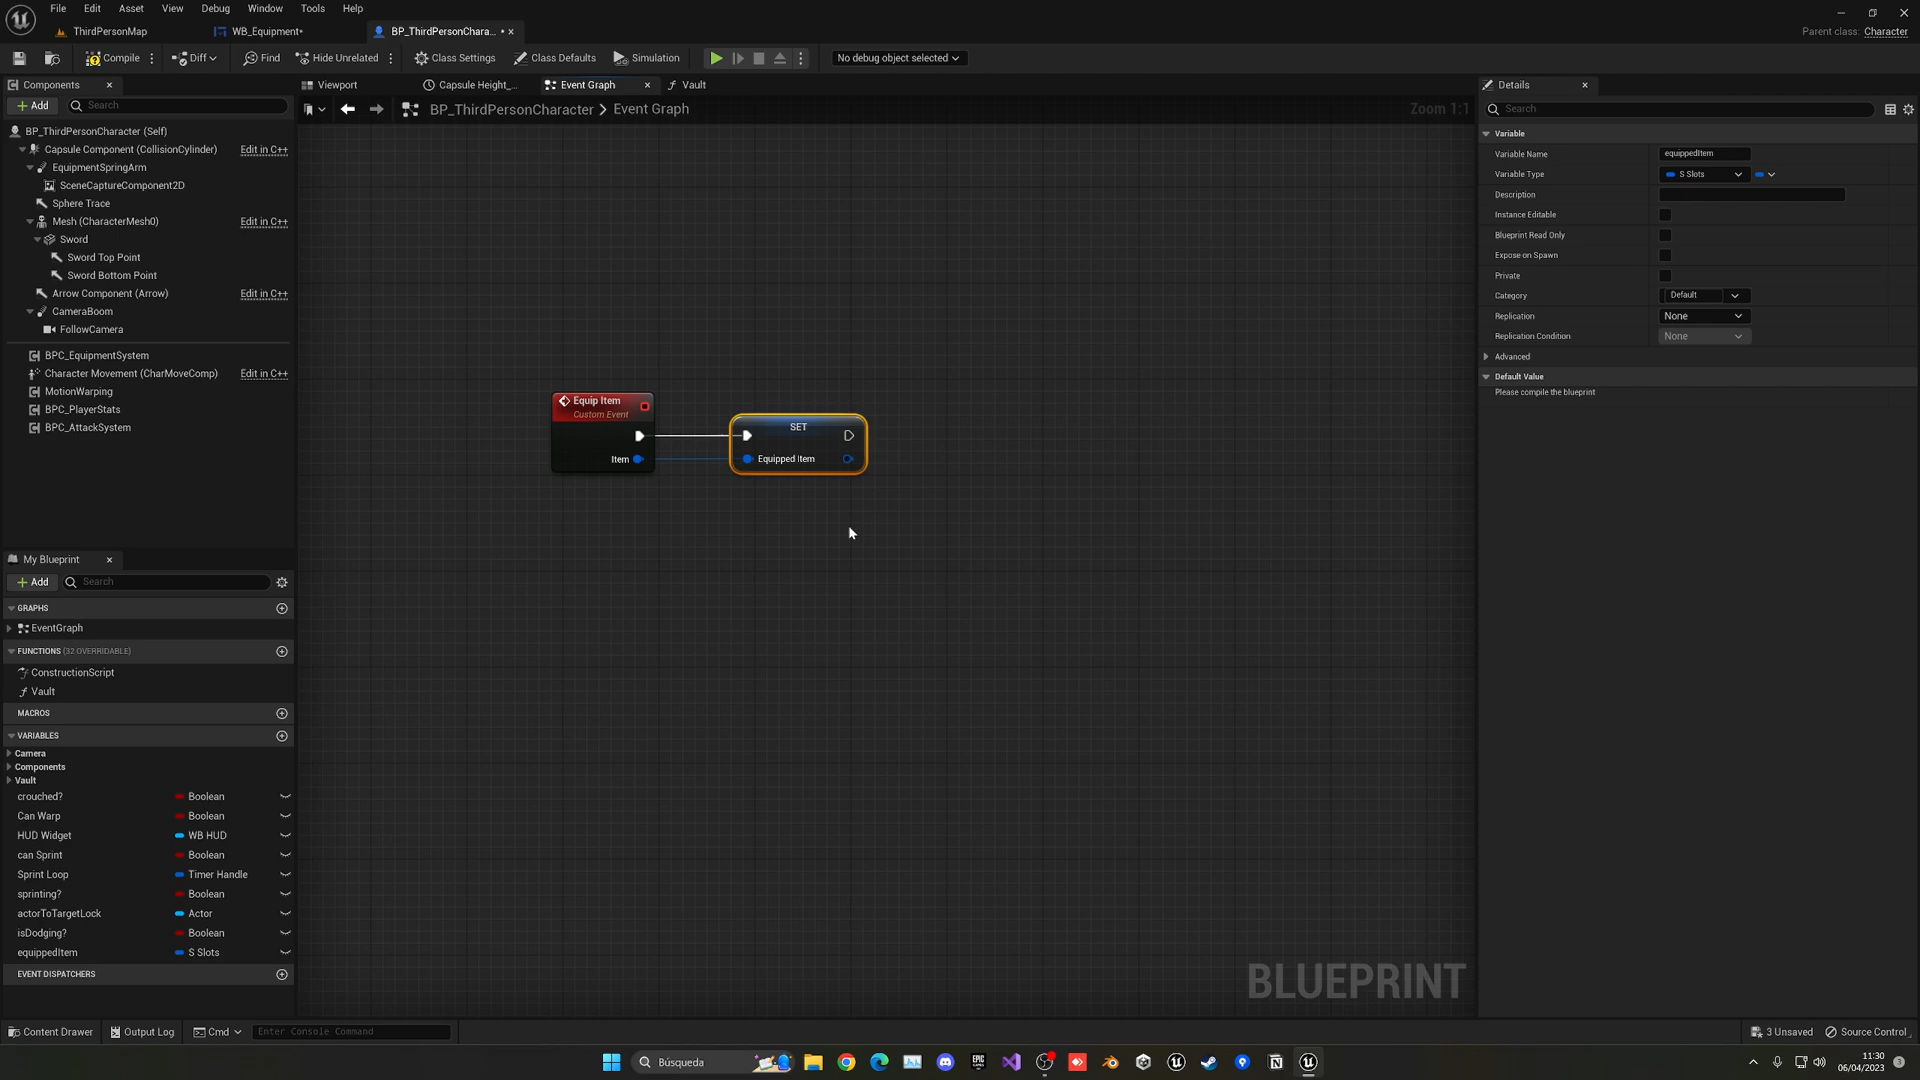 File Edit Asset View Debug Window Tools Help
ThirdPersonMap WB_Equipment* BP_ThirdPersonChara... *
Parent class: Character
Compile Diff Find Hide Unrelated Class Settings Class Defaults Simulation No debug object selected
Components
Add Search
BP_ThirdPersonCharacter (Self)
Capsule Component (CollisionCylinder) Edit in C++
EquipmentSpringArm
SceneCaptureComponent2D
Sphere Trace
Mesh (CharacterMesh0) Edit in C++
Sword
Sword Top Point
Sword Bottom Point
Arrow Component (Arrow) Edit in C++
CameraBoom
FollowCamera
BPC_EquipmentSystem
Character Movement (CharMoveComp) Edit in C++
MotionWarping
BPC_PlayerStats
BPC_AttackSystem
My Blueprint
Add Search
GRAPHS
EventGraph
FUNCTIONS (32 OVERRIDABLE)
ConstructionScript
Vault
MACROS
VARIABLES
Camera
Components
Vault
crouched? Boolean
Can Warp Boolean
HUD Widget WB HUD
can Sprint Boolean
Sprint Loop Timer Handle
sprinting? Boolean
actorToTargetLock Actor
isDodging? Boolean
equippedItem S Slots
EVENT DISPATCHERS
Viewport Capsule Height_... Event Graph Vault
BP_ThirdPersonCharacter > Event Graph Zoom 1:1
Equip Item
Custom Event
Item
SET
Equipped Item
BLUEPRINT
Details
Search
Variable
Variable Name equippedItem
Variable Type S Slots
Description
Instance Editable
Blueprint Read Only
Expose on Spawn
Private
Category Default
Replication None
Replication Condition None
Advanced
Default Value
Please compile the blueprint
Content Drawer Output Log Cmd Enter Console Command 3 Unsaved Source Control
Búsqueda
EPIC
11:30
06/04/2023
3